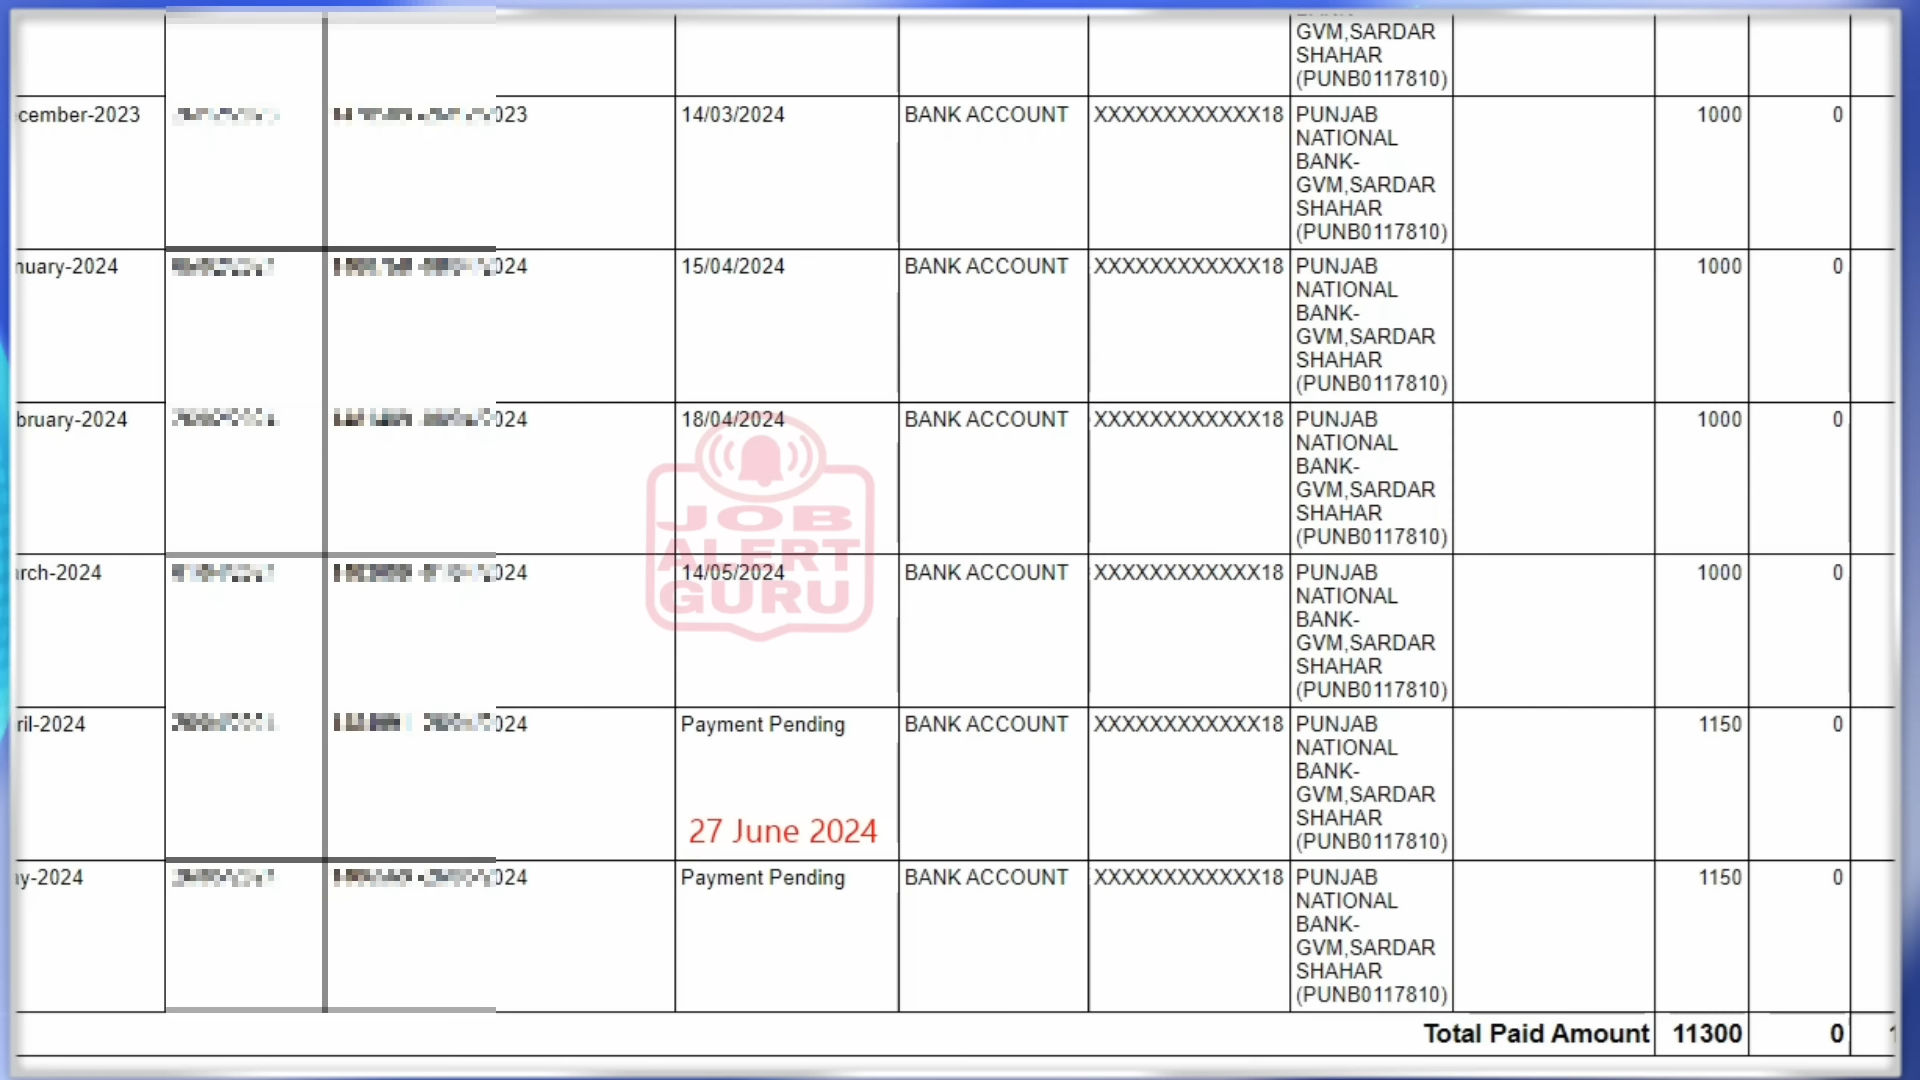 GVM,SARDAR
SHAHAR
(PUNB0117810)
cember-2023 023 14/03/2024 BANK ACCOUNT XXXXXXXXXXXX18 PUNJAB 1000 0
NATIONAL
BANK-
GVM,SARDAR
SHAHAR
(PUNB0117810)
nuary-2024 024 15/04/2024 BANK ACCOUNT XXXXXXXXXXXX18 PUNJAB 1000 0
NATIONAL
BANK-
GVM,SARDAR
SHAHAR
(PUNB0117810)
bruary-2024 024 18/04/2024 BANK ACCOUNT XXXXXXXXXXXX18 PUNJAB 1000 0
NATIONAL
BANK-
GVM,SARDAR
SHAHAR
(PUNB0117810)
JOB
ALERT
GURU
rch-2024 024 14/05/2024 BANK ACCOUNT XXXXXXXXXXXX18 PUNJAB 1000 0
NATIONAL
BANK-
GVM,SARDAR
SHAHAR
(PUNB0117810)
ril-2024 024 Payment Pending BANK ACCOUNT XXXXXXXXXXXX18 PUNJAB 1150 0
NATIONAL
BANK-
GVM,SARDAR
SHAHAR
(PUNB0117810)
27 June 2024
y-2024 024 Payment Pending BANK ACCOUNT XXXXXXXXXXXX18 PUNJAB 1150 0
NATIONAL
BANK-
GVM,SARDAR
SHAHAR
(PUNB0117810)
Total Paid Amount 11300 0